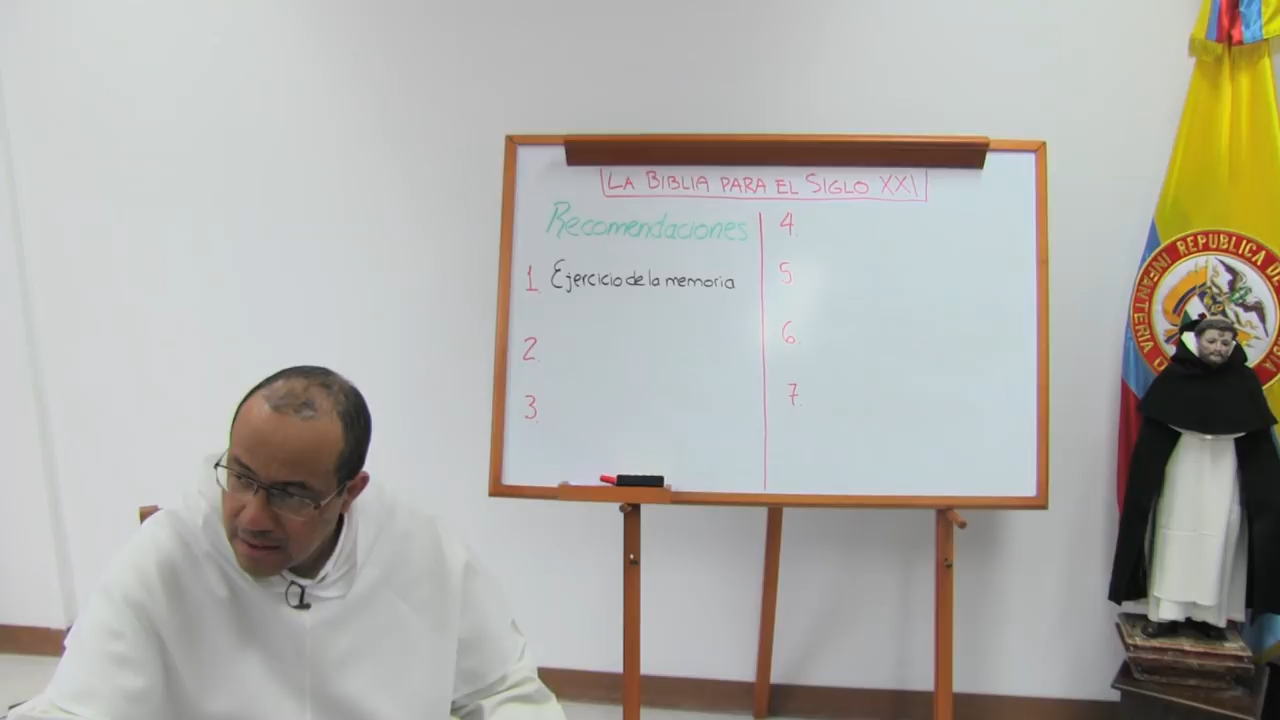 LA BIBLIA PARA EL SIGLO XXI
Recomendaciones
1. Ejercicio de la memoria
2.
3.
4.
5
6.
7.
REPUBLICA DE
INFANTERIA D